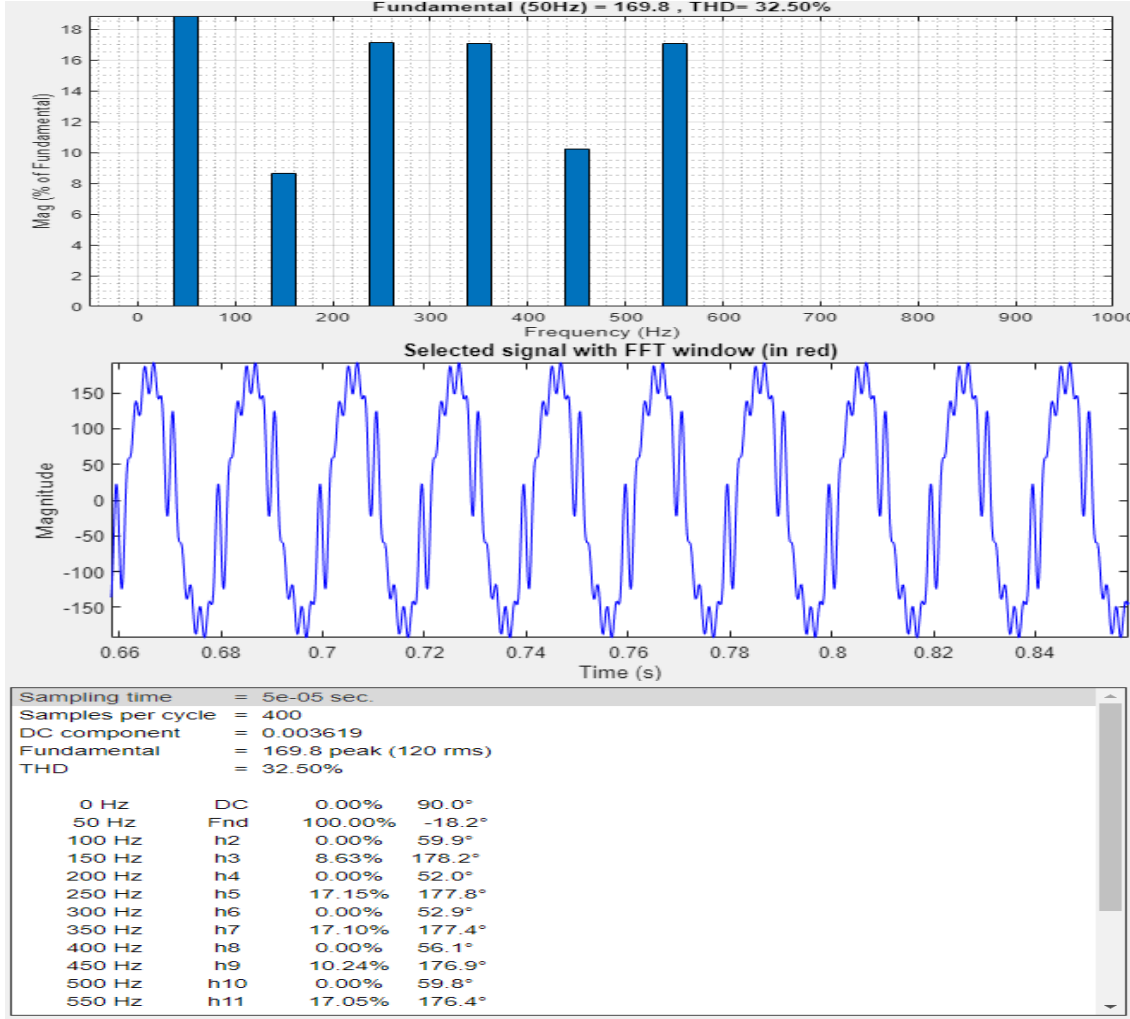 Fundamental (50Hz) = 169.8 , THD= 32.50%
18
16
14
12
10
8
6
4
2
0
Mag (% of Fundamental)
0 100 200 300 400 500 600 700 800 900 1000
Frequency (Hz)
Selected signal with FFT window (in red)
150
100
50
0
-50
-100
-150
Magnitude
0.66 0.68 0.7 0.72 0.74 0.76 0.78 0.8 0.82 0.84
Time (s)
Sampling time = 5e-05 sec.
Samples per cycle = 400
DC component = 0.003619
Fundamental = 169.8 peak (120 rms)
THD = 32.50%
0 Hz DC 0.00% 90.0°
50 Hz Fnd 100.00% -18.2°
100 Hz h2 0.00% 59.9°
150 Hz h3 8.63% 178.2°
200 Hz h4 0.00% 52.0°
250 Hz h5 17.15% 177.8°
300 Hz h6 0.00% 52.9°
350 Hz h7 17.10% 177.4°
400 Hz h8 0.00% 56.1°
450 Hz h9 10.24% 176.9°
500 Hz h10 0.00% 59.8°
550 Hz h11 17.05% 176.4°